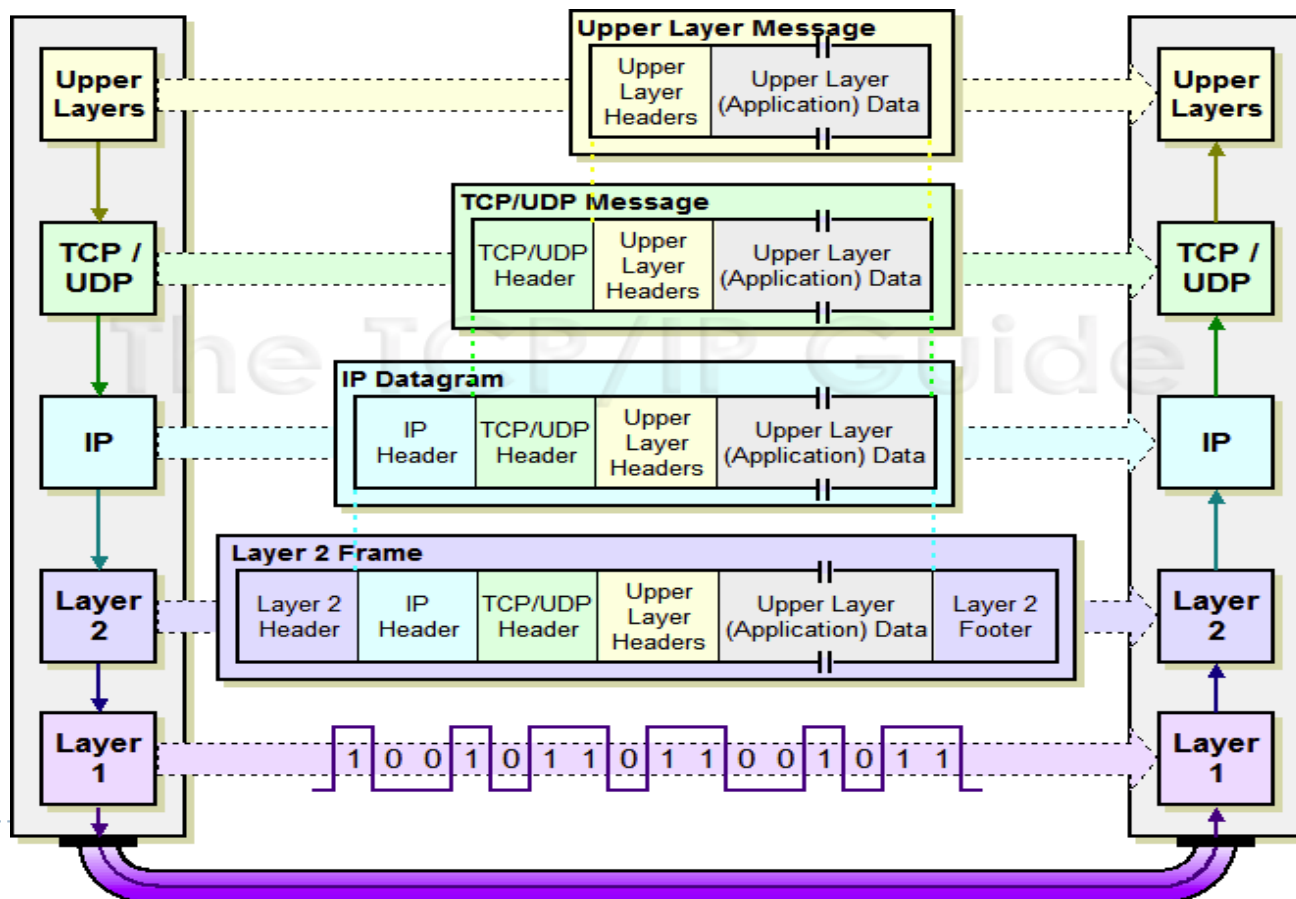 Upper Layer Message
Upper
Layers
Upper
Layer
Headers
Upper Layer
(Application) Data
Upper
Layers
TCP/UDP Message
TCP /
UDP
TCP/UDP
Header
Upper
Layer
Headers
Upper Layer
(Application) Data
TCP /
UDP
The TCP/IP Guide
IP Datagram
IP
IP
Header
TCP/UDP
Header
Upper
Layer
Headers
Upper Layer
(Application) Data
IP
Layer 2 Frame
Layer
2
Layer 2
Header
IP
Header
TCP/UDP
Header
Upper
Layer
Headers
Upper Layer
(Application) Data
Layer 2
Footer
Layer
2
Layer
1
1 0 0 1 0 1 1 0 1 1 0 0 1 0 1 1
Layer
1